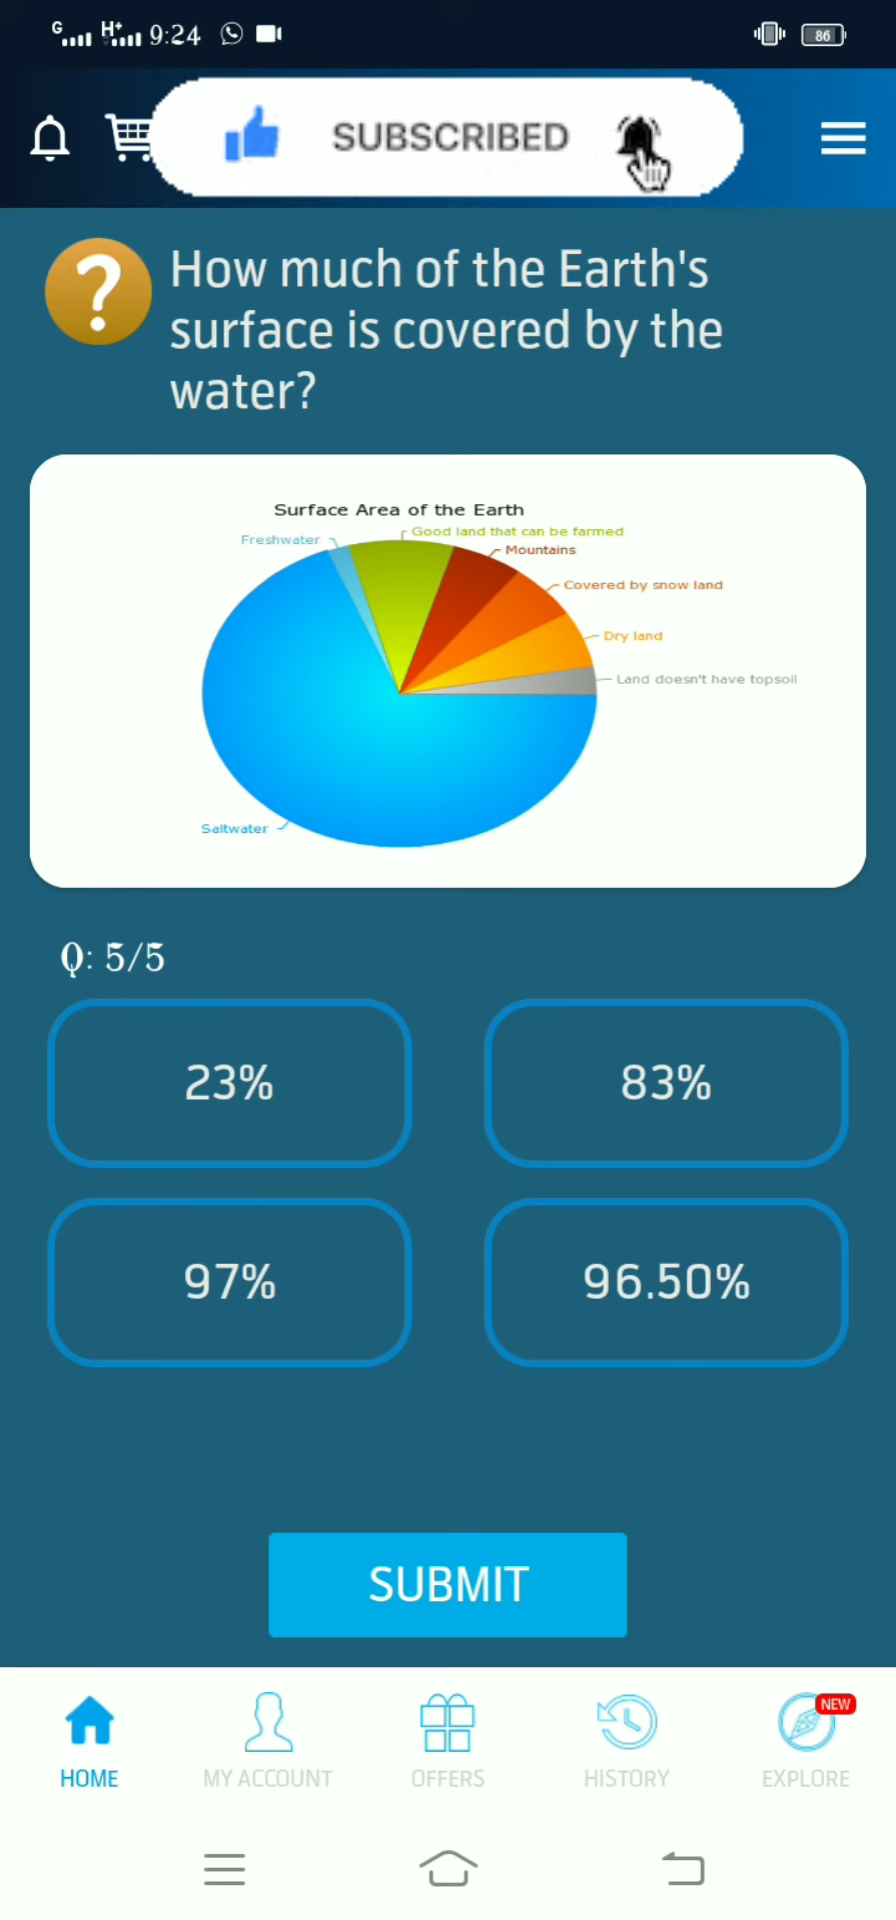 G H+ 9:24 86
SUBSCRIBED
? How much of the Earth's
surface is covered by the
water?
Surface Area of the Earth
Good land that can be farmed
Freshwater
Mountains
Covered by snow land
Dry land
Land doesn't have topsoil
Saltwater
Q: 5/5
23% 83%
97% 96.50%
SUBMIT
NEW
HOME MY ACCOUNT OFFERS HISTORY EXPLORE